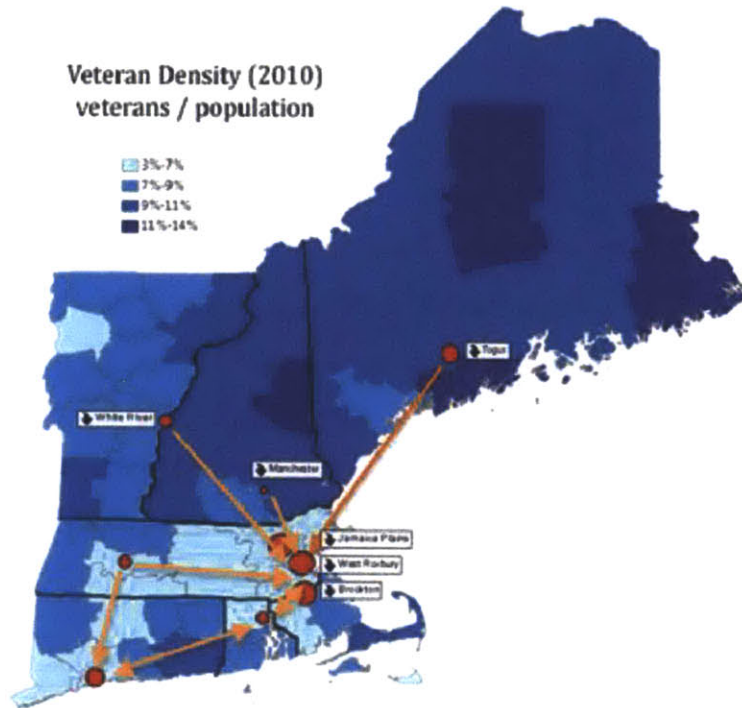 Veteran Density (2010)
veterans / population
3%-7%
7%-9%
9%-11%
11%-14%
Togus
White River
Manchester
Jamaica Plains
West Roxbury
Brockton